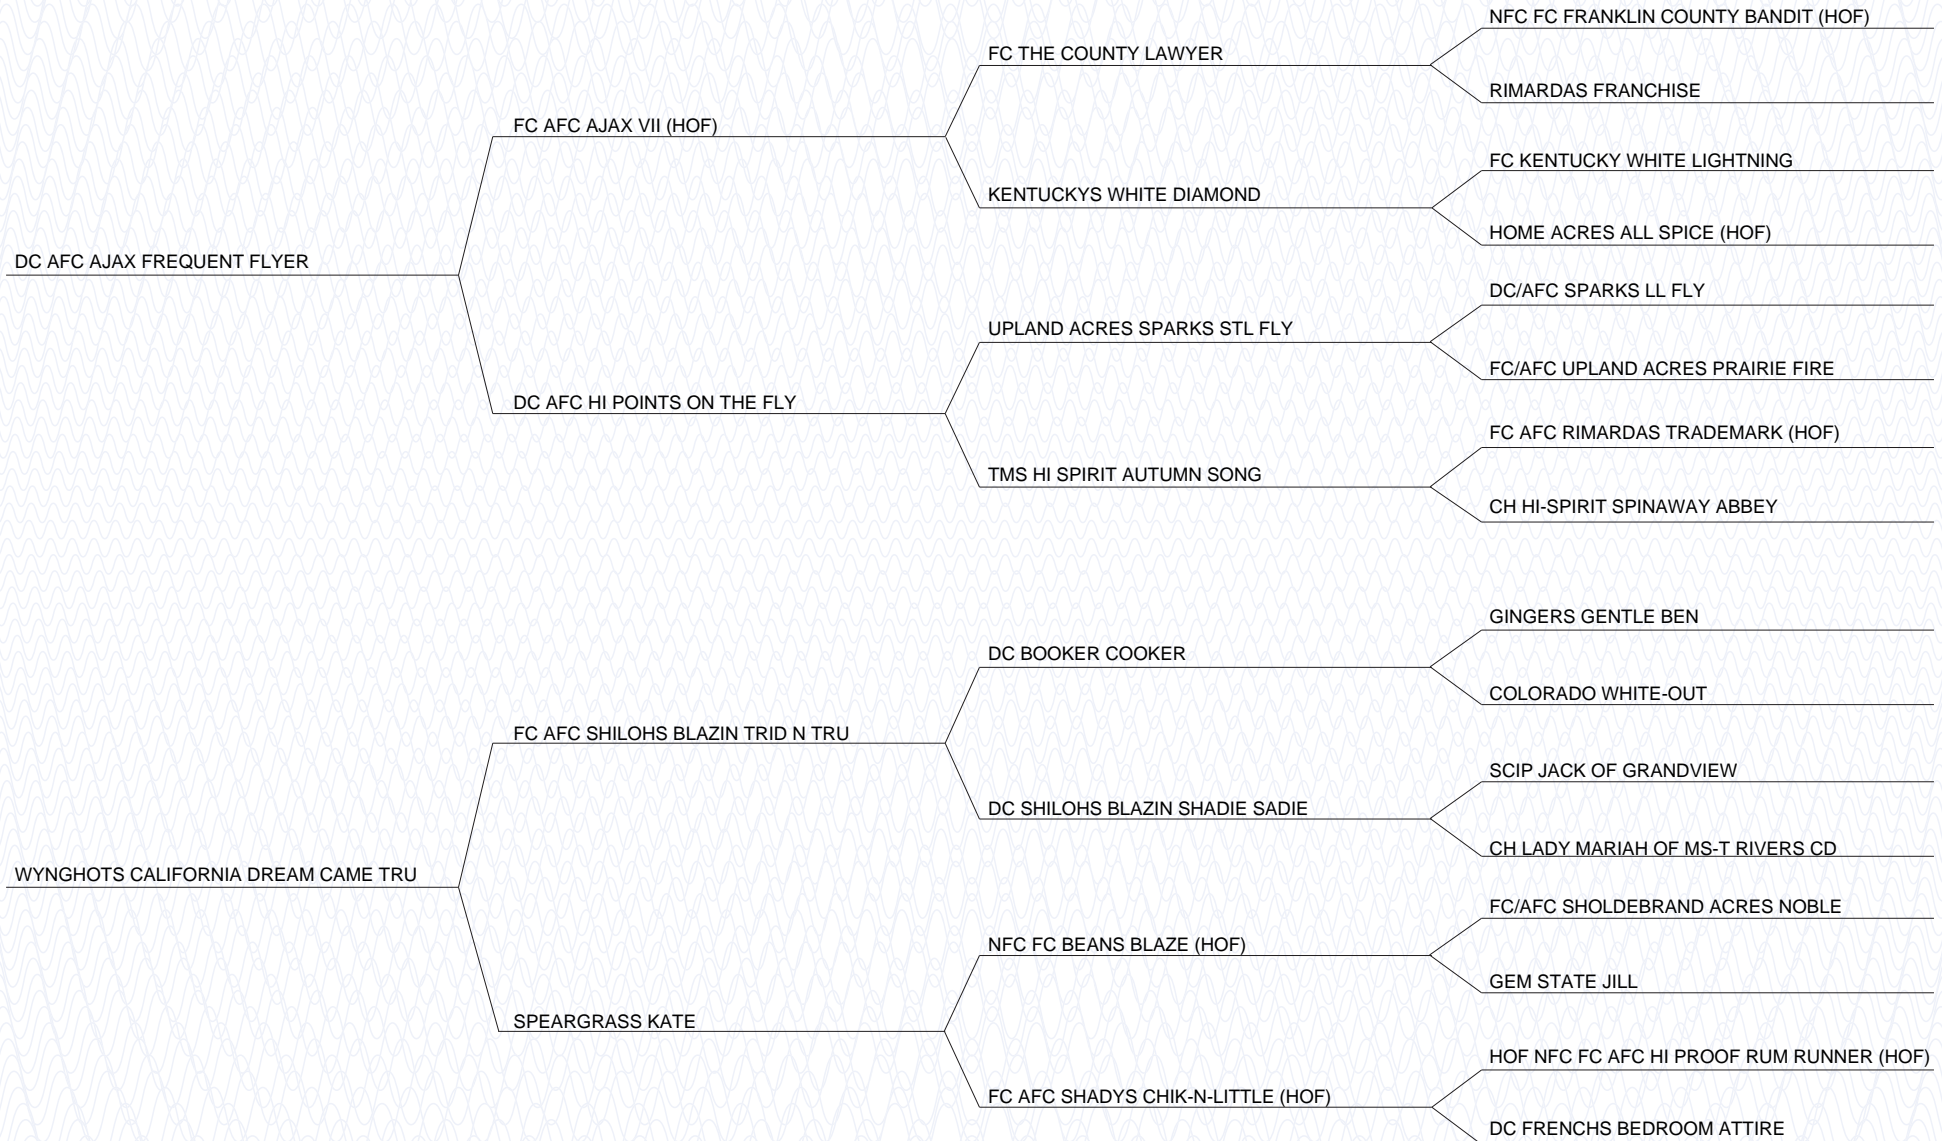 NFC FC FRANKLIN COUNTY BANDIT (HOF)
FC THE COUNTY LAWYER
RIMARDAS FRANCHISE
FC AFC AJAX VII (HOF)
FC KENTUCKY WHITE LIGHTNING
KENTUCKYS WHITE DIAMOND
HOME ACRES ALL SPICE (HOF)
DC AFC AJAX FREQUENT FLYER
DC/AFC SPARKS LL FLY
UPLAND ACRES SPARKS STL FLY
FC/AFC UPLAND ACRES PRAIRIE FIRE
DC AFC HI POINTS ON THE FLY
FC AFC RIMARDAS TRADEMARK (HOF)
TMS HI SPIRIT AUTUMN SONG
CH HI-SPIRIT SPINAWAY ABBEY
GINGERS GENTLE BEN
DC BOOKER COOKER
COLORADO WHITE-OUT
FC AFC SHILOHS BLAZIN TRID N TRU
SCIP JACK OF GRANDVIEW
DC SHILOHS BLAZIN SHADIE SADIE
CH LADY MARIAH OF MS-T RIVERS CD
WYNGHOTS CALIFORNIA DREAM CAME TRU
FC/AFC SHOLDEBRAND ACRES NOBLE
NFC FC BEANS BLAZE (HOF)
GEM STATE JILL
SPEARGRASS KATE
HOF NFC FC AFC HI PROOF RUM RUNNER (HOF)
FC AFC SHADYS CHIK-N-LITTLE (HOF)
DC FRENCHS BEDROOM ATTIRE